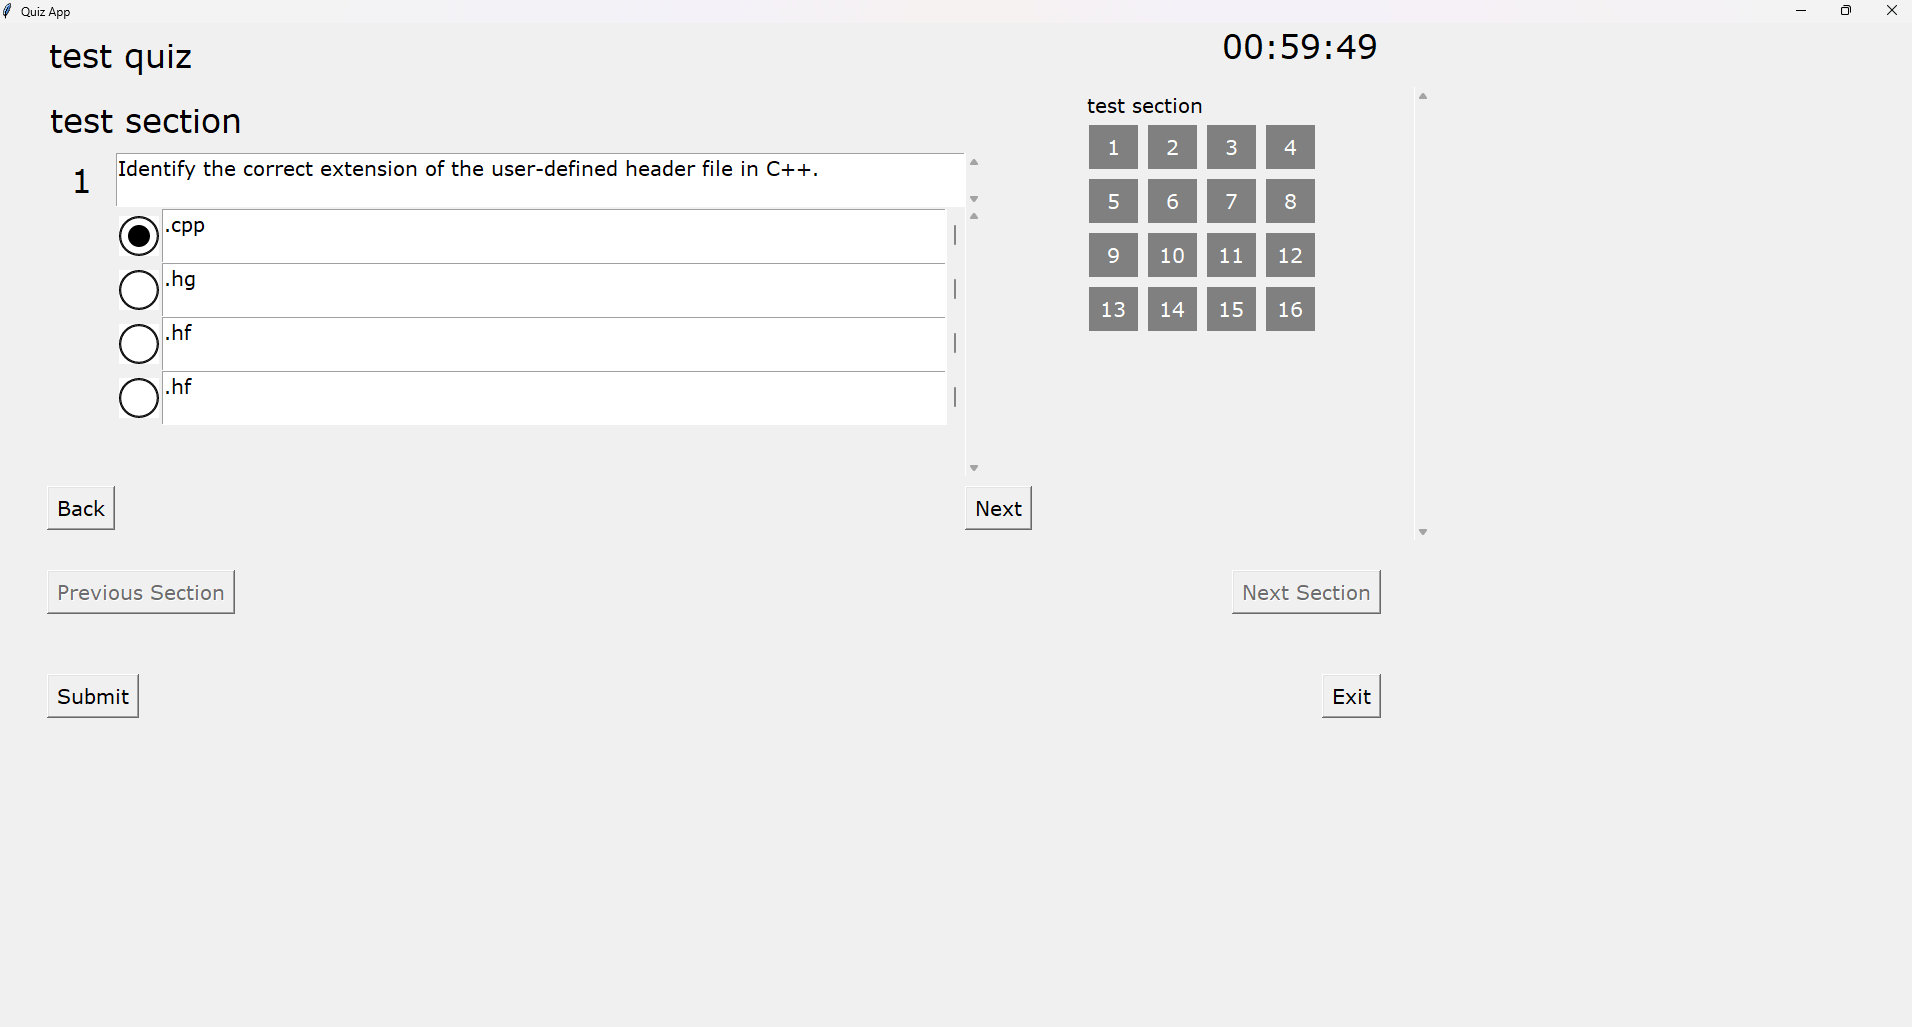 Quiz App
test quiz
00:59:49
test section
1
Identify the correct extension of the user-defined header file in C++.
.cpp
.hg
.hf
.hf
Back
Next
test section
1 2 3 4
5 6 7 8
9 10 11 12
13 14 15 16
Previous Section
Next Section
Submit
Exit